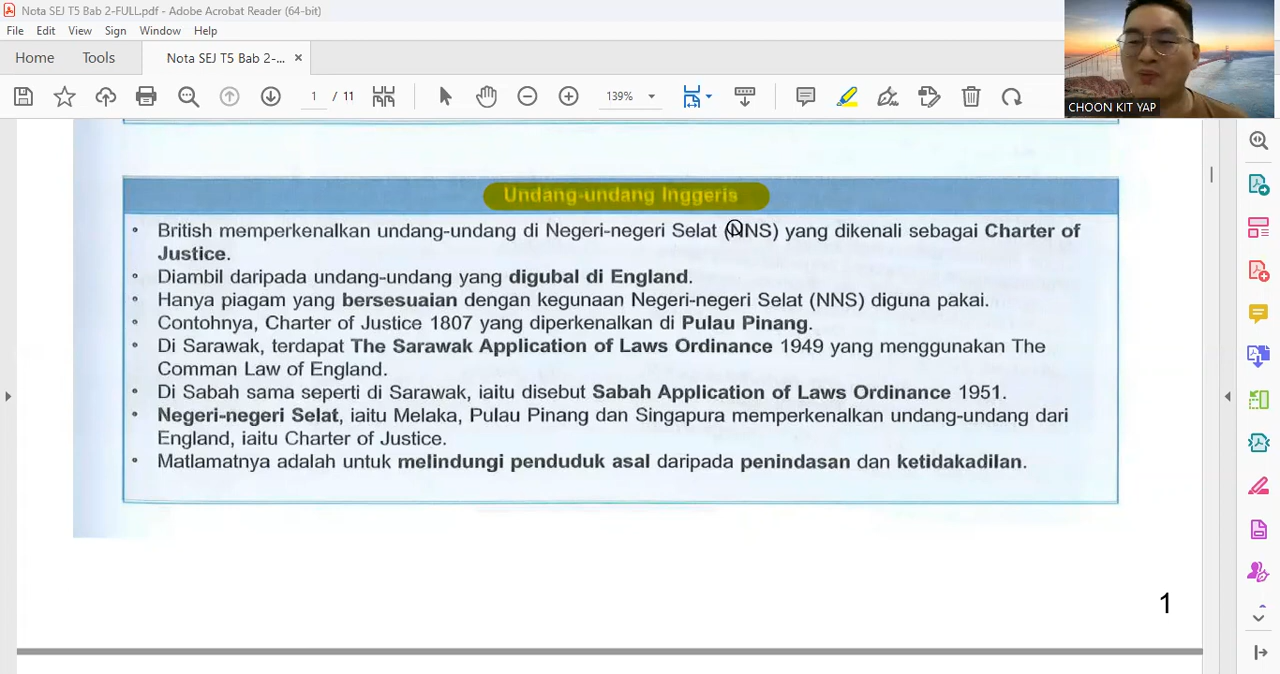 Nota SEJ T5 Bab 2-FULL.pdf - Adobe Acrobat Reader (64-bit)
File Edit View Sign Window Help
Home Tools Nota SEJ T5 Bab 2-... ×
1 / 11 139%
CHOON KIT YAP
Undang-undang Inggeris
• British memperkenalkan undang-undang di Negeri-negeri Selat (NNS) yang dikenali sebagai Charter of
Justice.
• Diambil daripada undang-undang yang digubal di England.
• Hanya piagam yang bersesuaian dengan kegunaan Negeri-negeri Selat (NNS) diguna pakai.
• Contohnya, Charter of Justice 1807 yang diperkenalkan di Pulau Pinang.
• Di Sarawak, terdapat The Sarawak Application of Laws Ordinance 1949 yang menggunakan The
Comman Law of England.
• Di Sabah sama seperti di Sarawak, iaitu disebut Sabah Application of Laws Ordinance 1951.
• Negeri-negeri Selat, iaitu Melaka, Pulau Pinang dan Singapura memperkenalkan undang-undang dari
England, iaitu Charter of Justice.
• Matlamatnya adalah untuk melindungi penduduk asal daripada penindasan dan ketidakadilan.
1